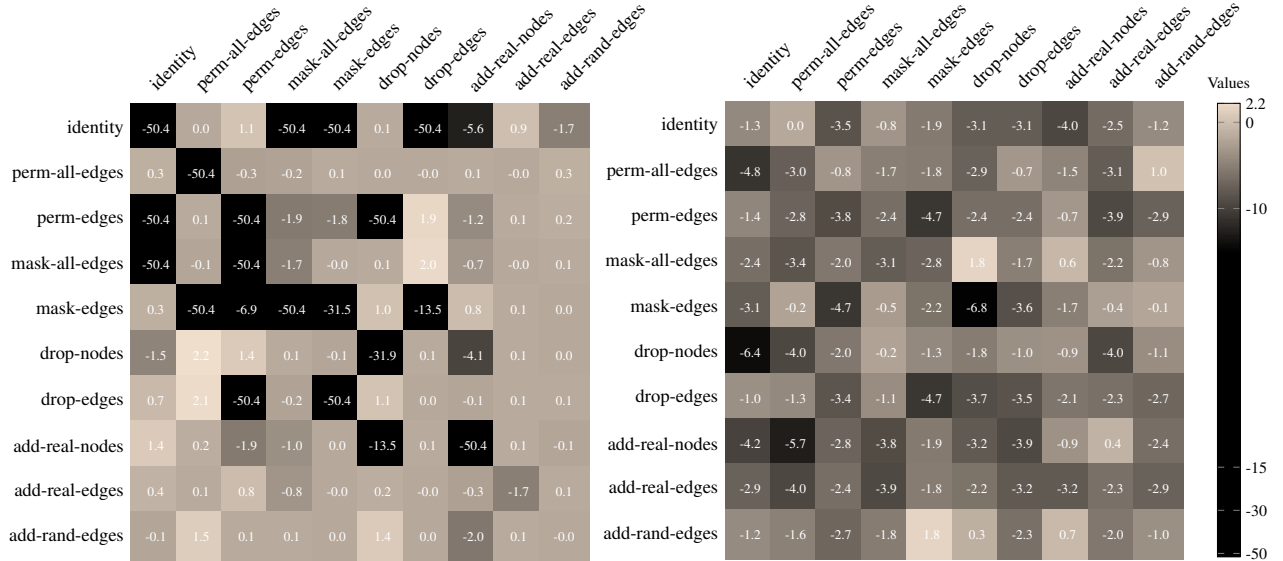 identity perm-all-edges perm-edges mask-all-edges mask-edges drop-nodes drop-edges add-real-nodes add-real-edges add-rand-edges
identity -50.4 0.0 1.1 -50.4 -50.4 0.1 -50.4 -5.6 0.9 -1.7
perm-all-edges 0.3 -50.4 -0.3 -0.2 0.1 0.0 -0.0 0.1 -0.0 0.3
perm-edges -50.4 0.1 -50.4 -1.9 -1.8 -50.4 1.9 -1.2 0.1 0.2
mask-all-edges -50.4 -0.1 -50.4 -1.7 -0.0 0.1 2.0 -0.7 -0.0 0.1
mask-edges 0.3 -50.4 -6.9 -50.4 -31.5 1.0 -13.5 0.8 0.1 0.0
drop-nodes -1.5 2.2 1.4 0.1 -0.1 -31.9 0.1 -4.1 0.1 0.0
drop-edges 0.7 2.1 -50.4 -0.2 -50.4 1.1 0.0 -0.1 0.1 0.1
add-real-nodes 1.4 0.2 -1.9 -1.0 0.0 -13.5 0.1 -50.4 0.1 -0.1
add-real-edges 0.4 0.1 0.8 -0.8 -0.0 0.2 -0.0 -0.3 -1.7 0.1
add-rand-edges -0.1 1.5 0.1 0.1 0.0 1.4 0.0 -2.0 0.1 -0.0
identity perm-all-edges perm-edges mask-all-edges mask-edges drop-nodes drop-edges add-real-nodes add-real-edges add-rand-edges
identity -1.3 0.0 -3.5 -0.8 -1.9 -3.1 -3.1 -4.0 -2.5 -1.2
perm-all-edges -4.8 -3.0 -0.8 -1.7 -1.8 -2.9 -0.7 -1.5 -3.1 1.0
perm-edges -1.4 -2.8 -3.8 -2.4 -4.7 -2.4 -2.4 -0.7 -3.9 -2.9
mask-all-edges -2.4 -3.4 -2.0 -3.1 -2.8 1.8 -1.7 0.6 -2.2 -0.8
mask-edges -3.1 -0.2 -4.7 -0.5 -2.2 -6.8 -3.6 -1.7 -0.4 -0.1
drop-nodes -6.4 -4.0 -2.0 -0.2 -1.3 -1.8 -1.0 -0.9 -4.0 -1.1
drop-edges -1.0 -1.3 -3.4 -1.1 -4.7 -3.7 -3.5 -2.1 -2.3 -2.7
add-real-nodes -4.2 -5.7 -2.8 -3.8 -1.9 -3.2 -3.9 -0.9 0.4 -2.4
add-real-edges -2.9 -4.0 -2.4 -3.9 -1.8 -2.2 -3.2 -3.2 -2.3 -2.9
add-rand-edges -1.2 -1.6 -2.7 -1.8 1.8 0.3 -2.3 0.7 -2.0 -1.0
Values
2.2
0
-10
-15
-30
-50